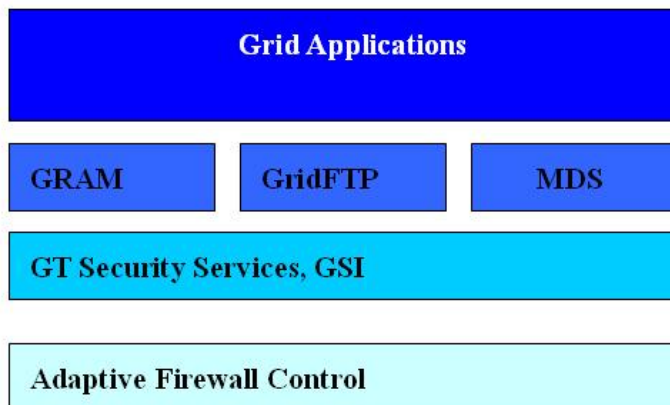 Grid Applications
GRAM GridFTP MDS
GT Security Services, GSI
Adaptive Firewall Control